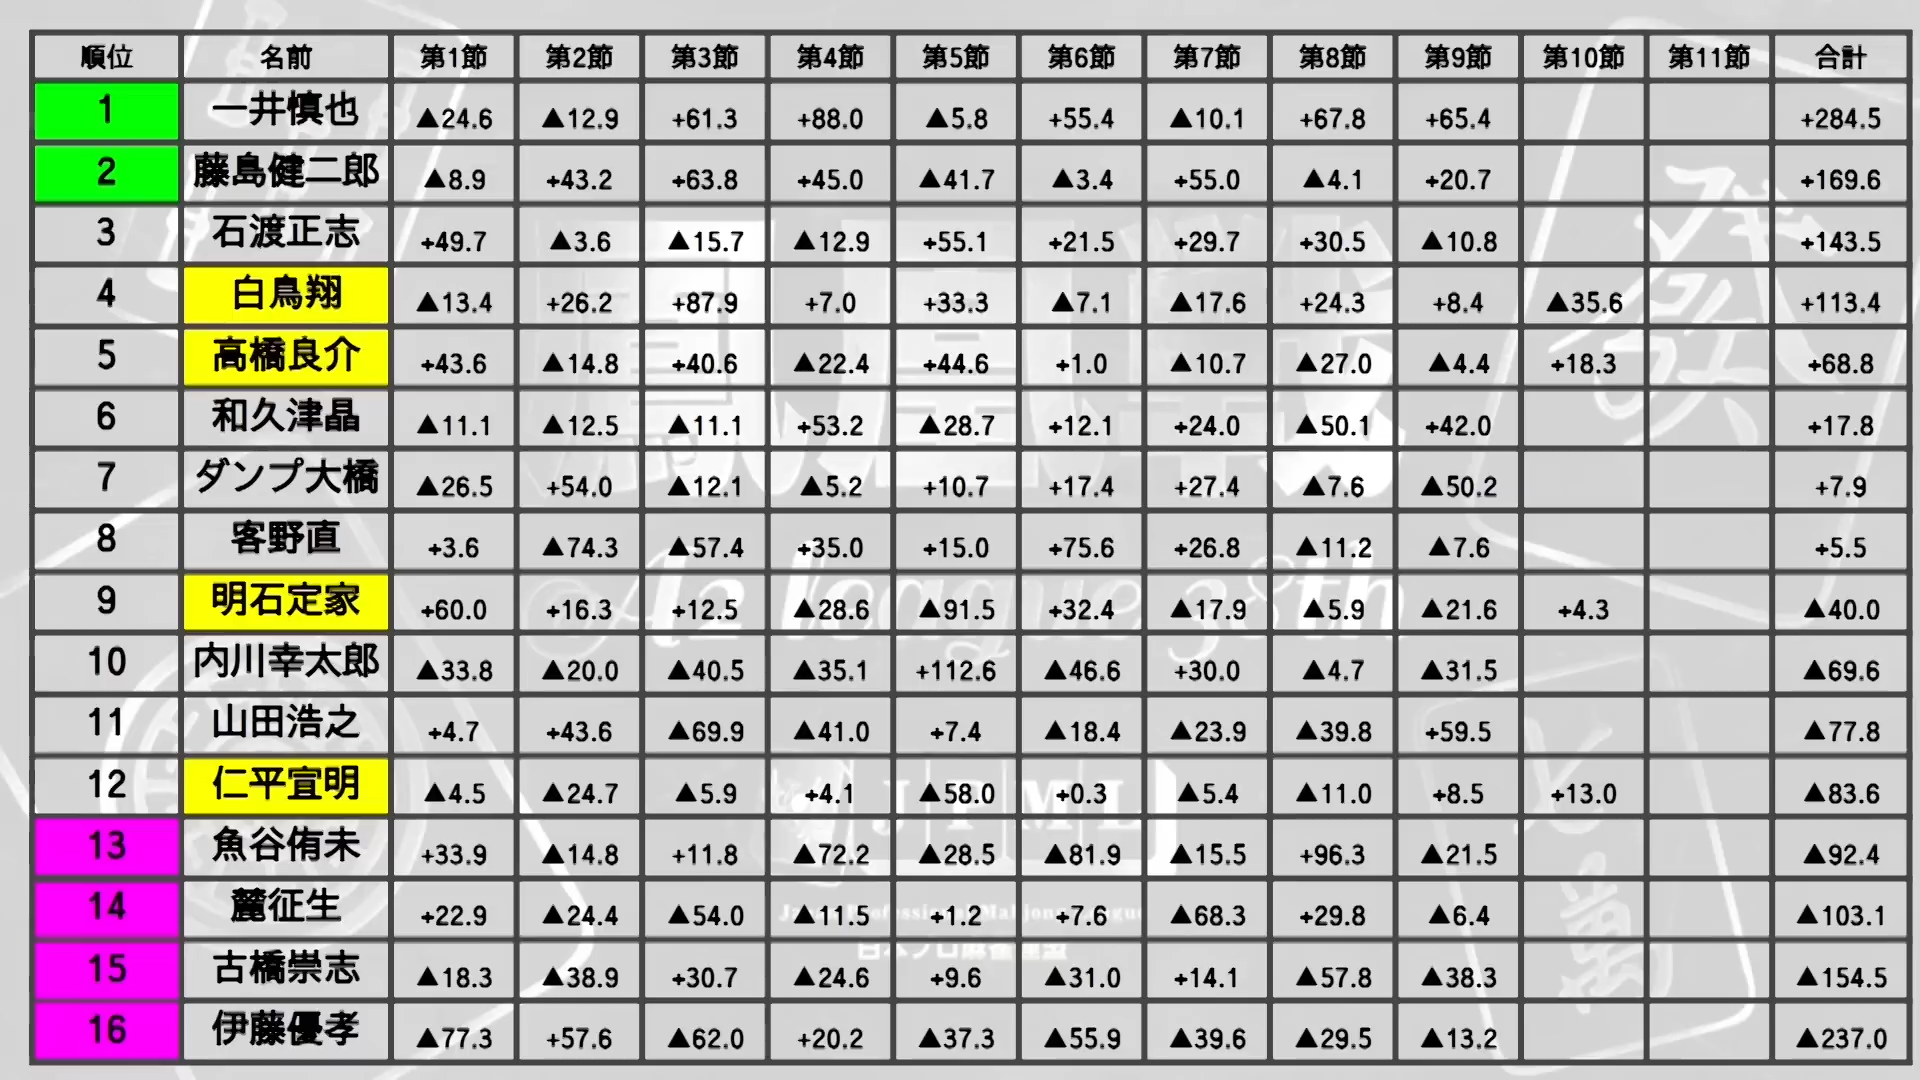 順位 名前 第1節 第2節 第3節 第4節 第5節 第6節 第7節 第8節 第9節 第10節 第11節 合計
1 一井慎也 ▲24.6 ▲12.9 +61.3 +88.0 ▲5.8 +55.4 ▲10.1 +67.8 +65.4 +284.5
2 藤島健二郎 ▲8.9 +43.2 +63.8 +45.0 ▲41.7 ▲3.4 +55.0 ▲4.1 +20.7 +169.6
3 石渡正志 +49.7 ▲3.6 ▲15.7 ▲12.9 +55.1 +21.5 +29.7 +30.5 ▲10.8 +143.5
4 白鳥翔 ▲13.4 +26.2 +87.9 +7.0 +33.3 ▲7.1 ▲17.6 +24.3 +8.4 ▲35.6 +113.4
5 高橋良介 +43.6 ▲14.8 +40.6 ▲22.4 +44.6 +1.0 ▲10.7 ▲27.0 ▲4.4 +18.3 +68.8
6 和久津晶 ▲11.1 ▲12.5 ▲11.1 +53.2 ▲28.7 +12.1 +24.0 ▲50.1 +42.0 +17.8
7 ダンプ大橋 ▲26.5 +54.0 ▲12.1 ▲5.2 +10.7 +17.4 +27.4 ▲7.6 ▲50.2 +7.9
8 客野直 +3.6 ▲74.3 ▲57.4 +35.0 +15.0 +75.6 +26.8 ▲11.2 ▲7.6 +5.5
9 明石定家 +60.0 +16.3 +12.5 ▲28.6 ▲91.5 +32.4 ▲17.9 ▲5.9 ▲21.6 +4.3 ▲40.0
10 内川幸太郎 ▲33.8 ▲20.0 ▲40.5 ▲35.1 +112.6 ▲46.6 +30.0 ▲4.7 ▲31.5 ▲69.6
11 山田浩之 +4.7 +43.6 ▲69.9 ▲41.0 +7.4 ▲18.4 ▲23.9 ▲39.8 +59.5 ▲77.8
12 仁平宣明 ▲4.5 ▲24.7 ▲5.9 +4.1 ▲58.0 +0.3 ▲5.4 ▲11.0 +8.5 +13.0 ▲83.6
13 魚谷侑未 +33.9 ▲14.8 +11.8 ▲72.2 ▲28.5 ▲81.9 ▲15.5 +96.3 ▲21.5 ▲92.4
14 麓征生 +22.9 ▲24.4 ▲54.0 ▲11.5 +1.2 +7.6 ▲68.3 +29.8 ▲6.4 ▲103.1
15 古橋崇志 ▲18.3 ▲38.9 +30.7 ▲24.6 +9.6 ▲31.0 +14.1 ▲57.8 ▲38.3 ▲154.5
16 伊藤優孝 ▲77.3 +57.6 ▲62.0 +20.2 ▲37.3 ▲55.9 ▲39.6 ▲29.5 ▲13.2 ▲237.0
鳳凰戦
A2 league 38th
JPML
日本プロ麻雀連盟
發
七
萬